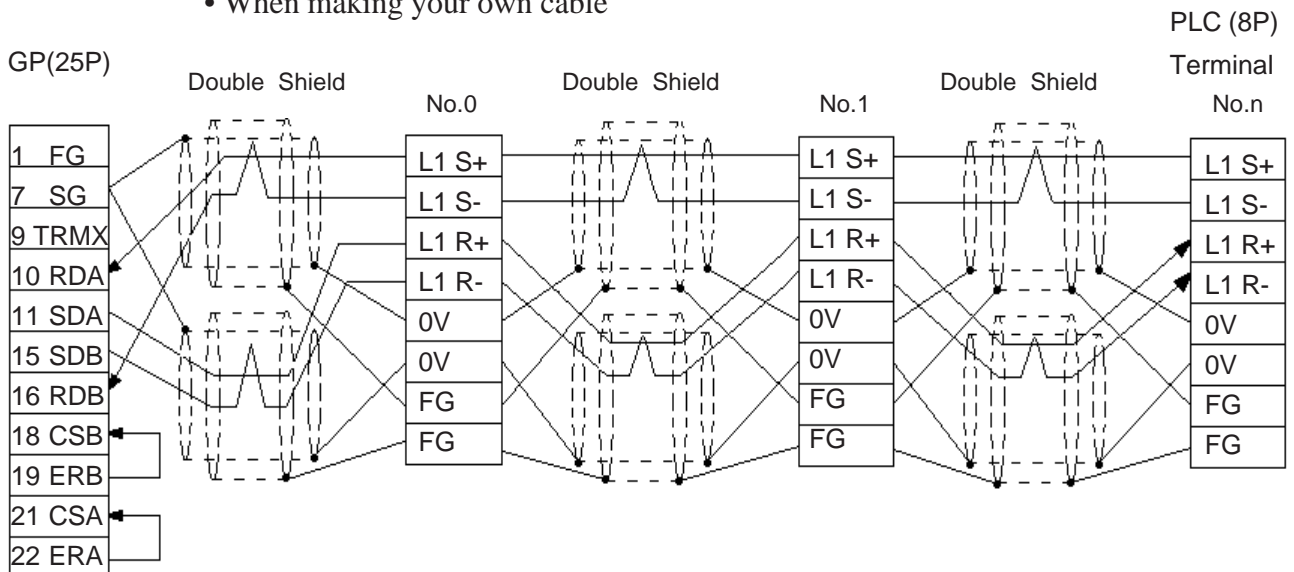 • When making your own cable
PLC (8P)
GP(25P)
Terminal
Double Shield
Double Shield
Double Shield
No.0
No.1
No.n
1 FG
7 SG
9 TRMX
10 RDA
11 SDA
15 SDB
16 RDB
18 CSB
19 ERB
21 CSA
22 ERA
L1 S+
L1 S-
L1 R+
L1 R-
0V
0V
FG
FG
L1 S+
L1 S-
L1 R+
L1 R-
0V
0V
FG
FG
L1 S+
L1 S-
L1 R+
L1 R-
0V
0V
FG
FG